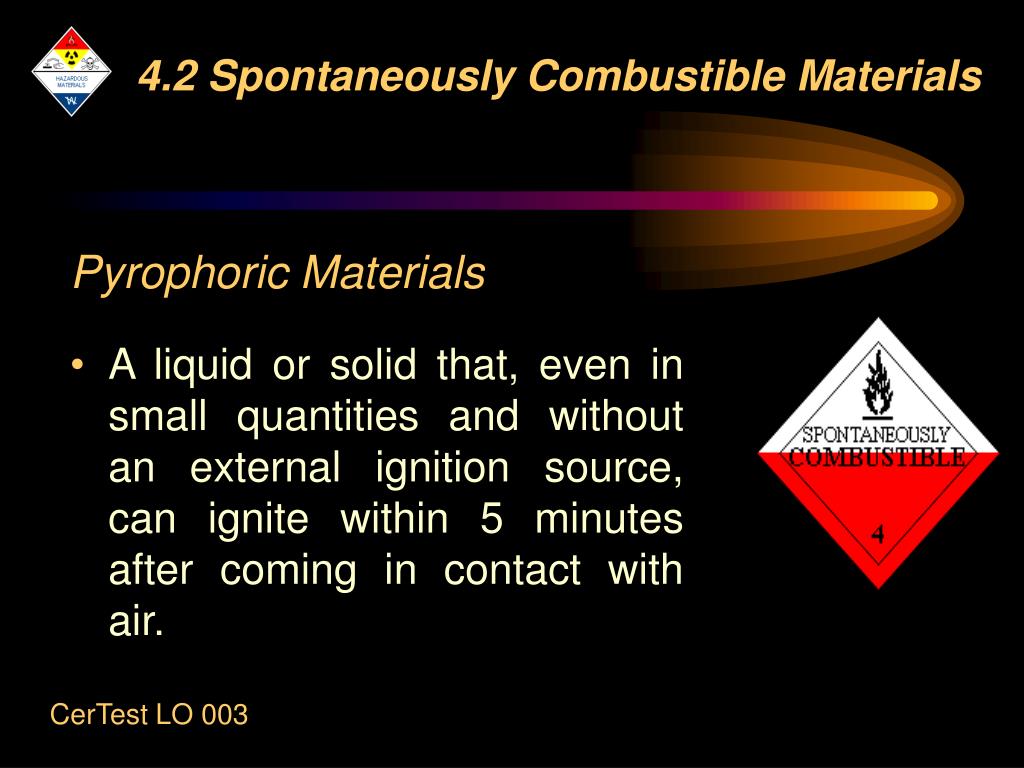 HAZARDOUS
MATERIALS
4.2 Spontaneously Combustible Materials
Pyrophoric Materials
• A liquid or solid that, even in
small quantities and without
an external ignition source,
can ignite within 5 minutes
after coming in contact with
air.
SPONTANEOUSLY
COMBUSTIBLE
4
CerTest LO 003